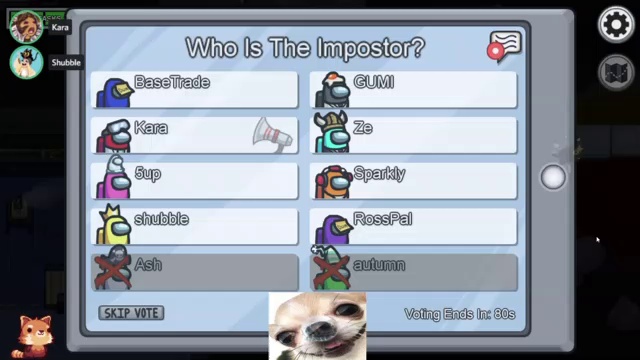 Kara
Shubble
Who Is The Impostor?
BaseTrade
GUMI
Kara
Ze
5up
Sparkly
shubble
RossPal
Ash
autumn
SKIP VOTE
Voting Ends In: 80s